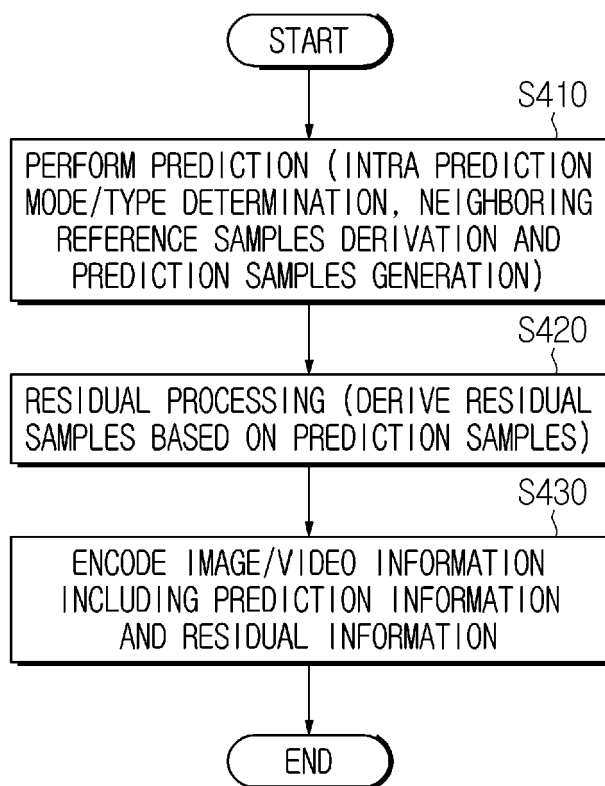 START
S410
PERFORM PREDICTION (INTRA PREDICTION
MODE/TYPE DETERMINATION, NEIGHBORING
REFERENCE SAMPLES DERIVATION AND
PREDICTION SAMPLES GENERATION)
S420
RESIDUAL PROCESSING (DERIVE RESIDUAL
SAMPLES BASED ON PREDICTION SAMPLES)
S430
ENCODE IMAGE/VIDEO INFORMATION
INCLUDING PREDICTION INFORMATION
AND RESIDUAL INFORMATION
END